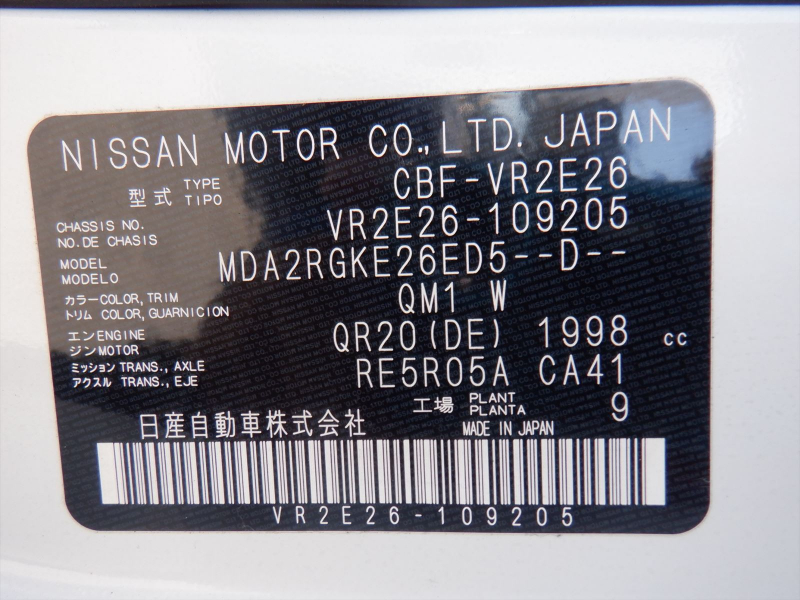 NISSAN MOTOR CO.,LTD. JAPAN
型式 TYPE TIPO CBF-VR2E26
CHASSIS NO. NO.DE CHASIS VR2E26-109205
MODEL MODELO MDA2RGKE26ED5--D--
カラー COLOR, TRIM トリム COLOR, GUARNICION QM1 W
エンジン ENGINE MOTOR QR20(DE) 1998 cc
ミッション TRANS., AXLE アクスル TRANS., EJE RE5R05A CA41
工場 PLANT PLANTA 9
日産自動車株式会社 MADE IN JAPAN
VR2E26-109205